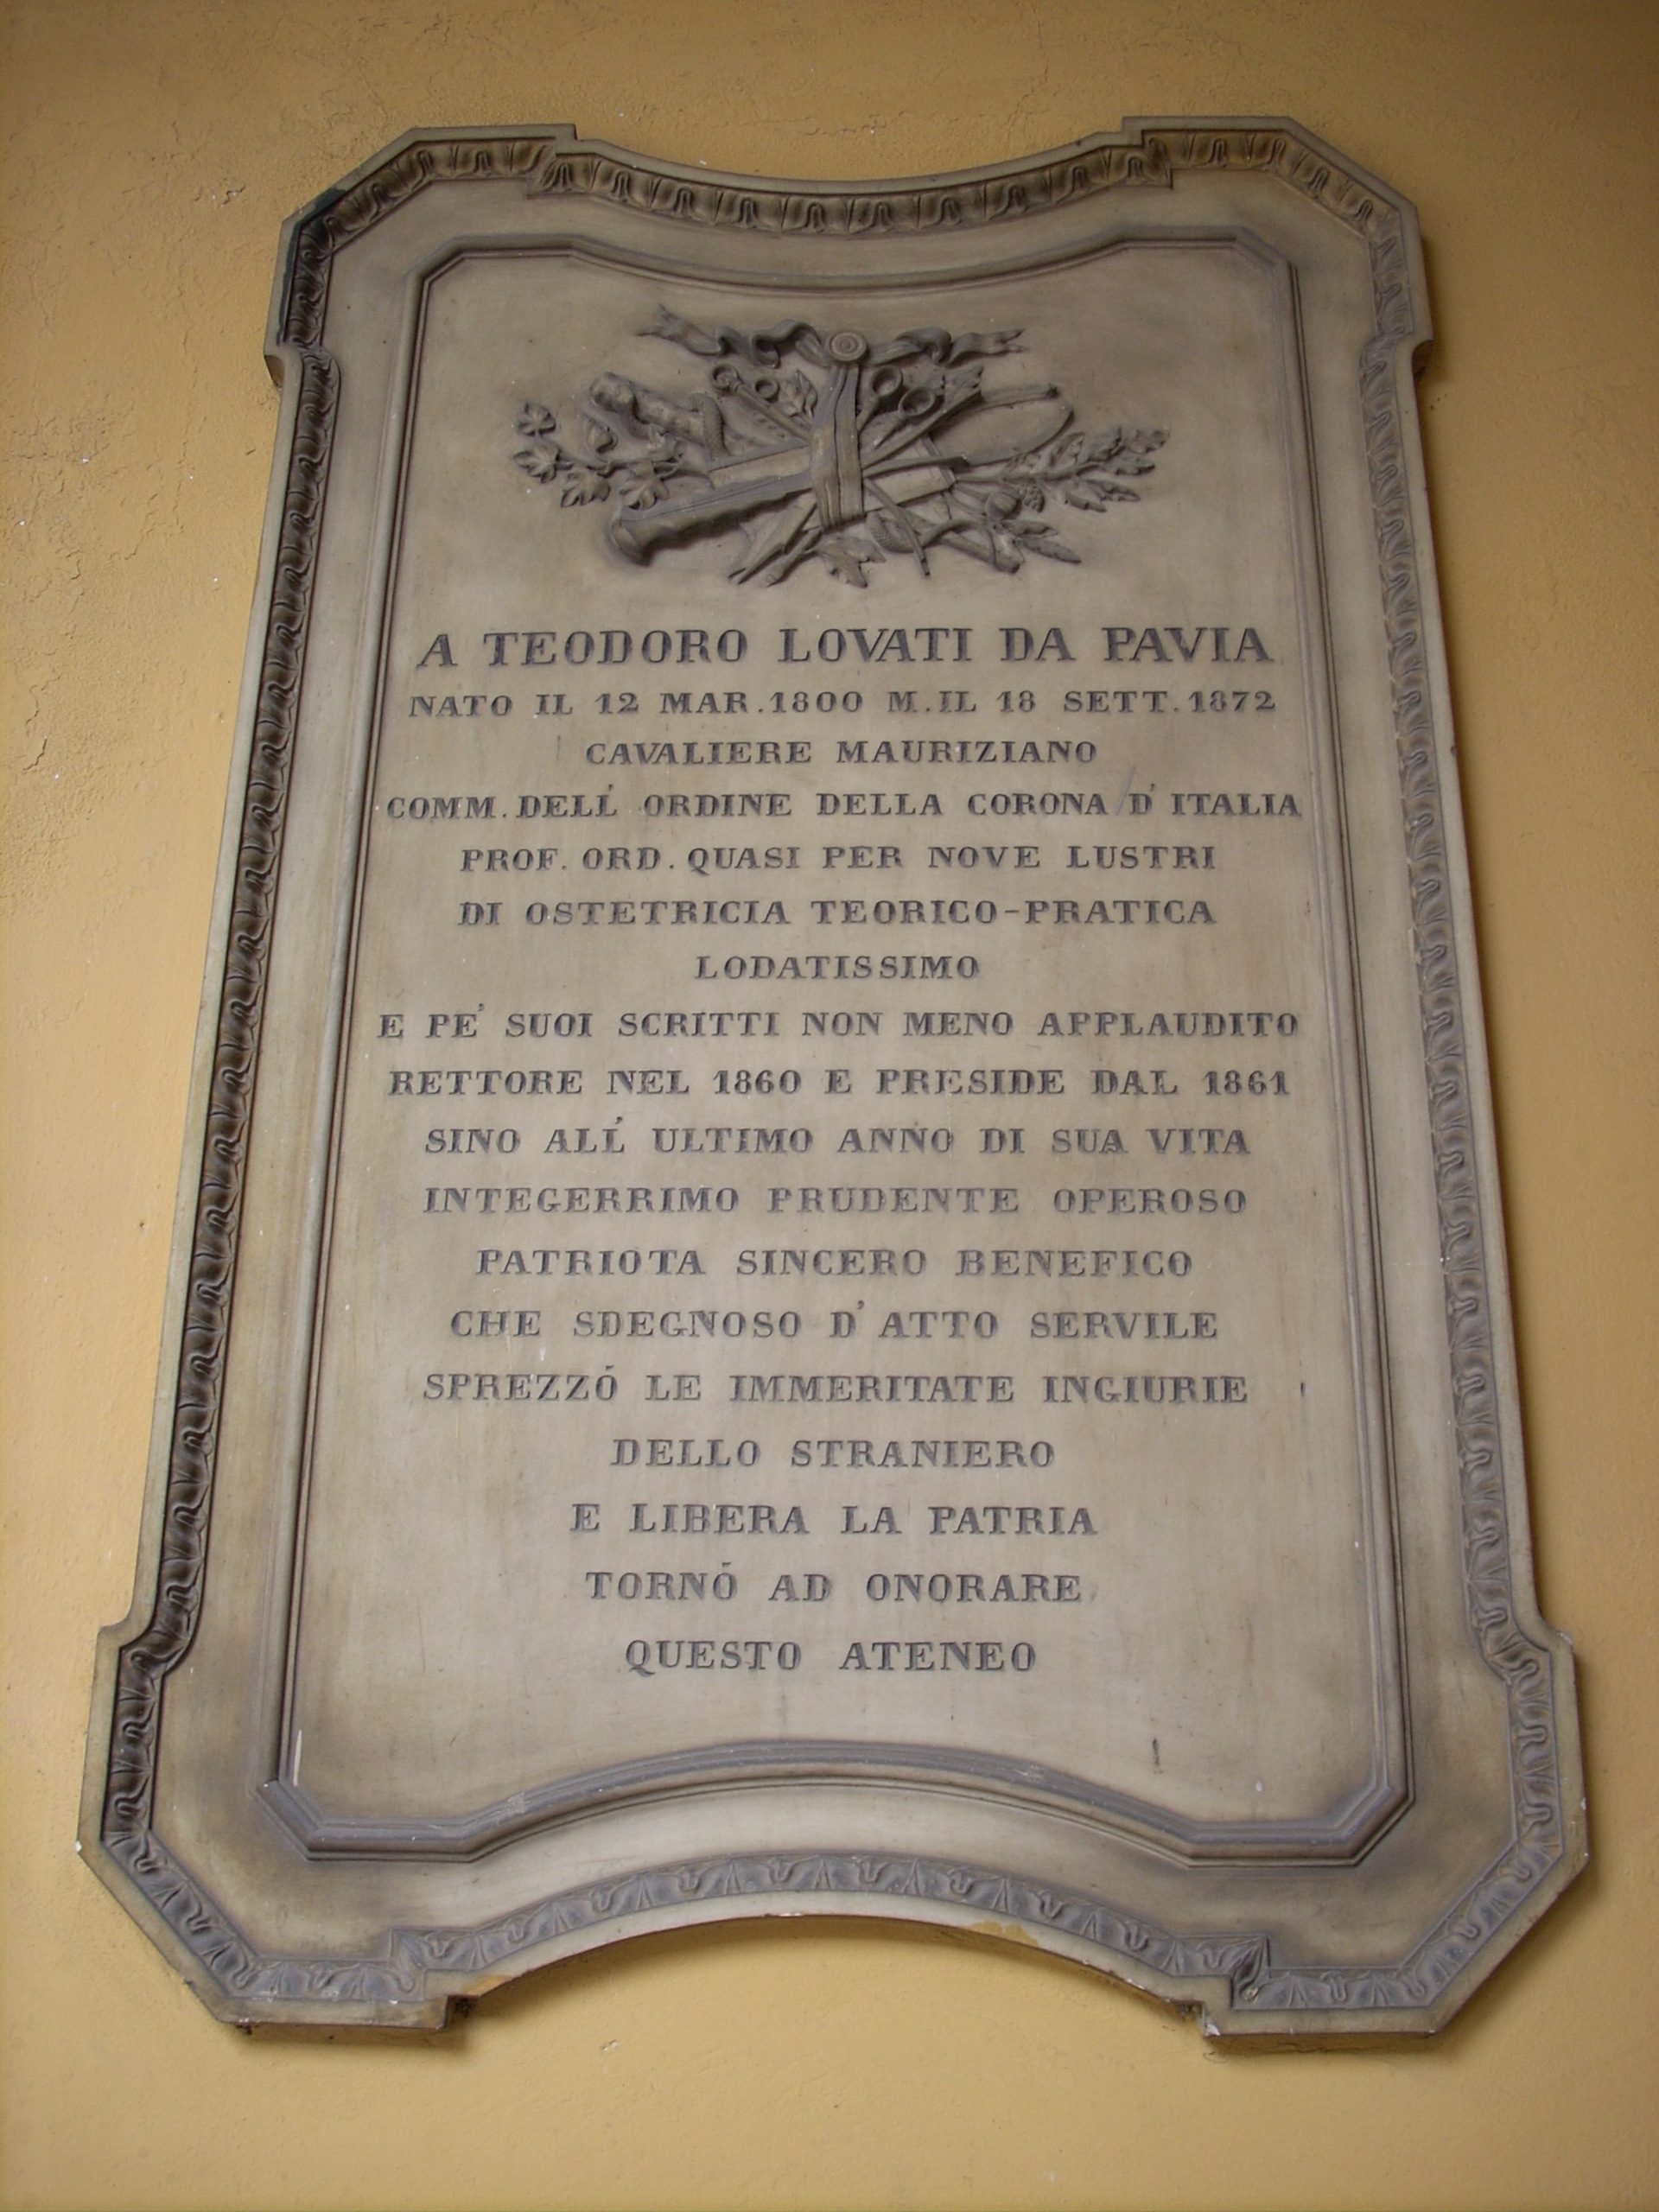 A TEODORO LOVATI DA PAVIA
NATO IL 12 MAR.1800 M.IL 18 SETT.1872
CAVALIERE MAURIZIANO
COMM. DELL' ORDINE DELLA CORONA D' ITALIA
PROF. ORD. QUASI PER NOVE LUSTRI
DI OSTETRICIA TEORICO-PRATICA
LODATISSIMO
E PE' SUOI SCRITTI NON MENO APPLAUDITO
RETTORE NEL 1860 E PRESIDE DAL 1861
SINO ALL' ULTIMO ANNO DI SUA VITA
INTEGERRIMO PRUDENTE OPEROSO
PATRIOTA SINCERO BENEFICO
CHE SDEGNOSO D' ATTO SERVILE
SPREZZÓ LE IMMERITATE INGIURIE
DELLO STRANIERO
E LIBERA LA PATRIA
TORNÓ AD ONORARE
QUESTO ATENEO